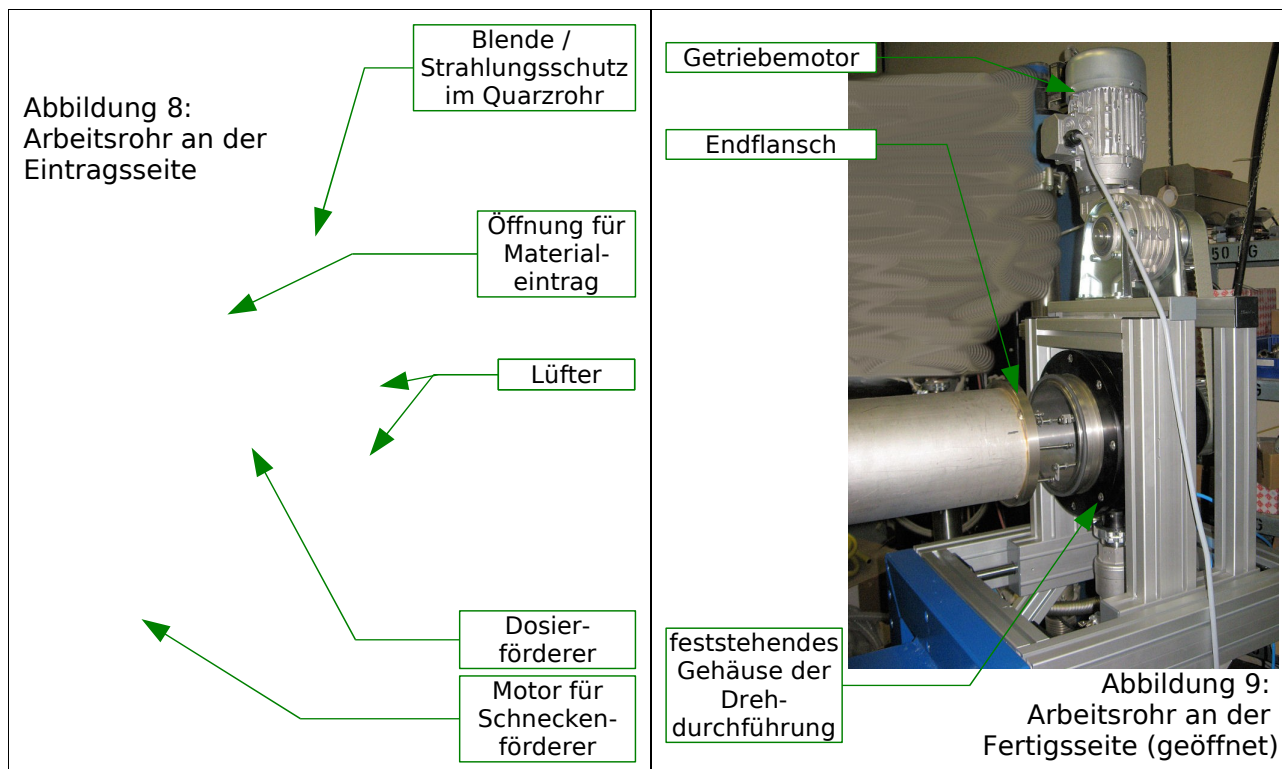 Abbildung 8:
Arbeitsrohr an der
Eintragsseite
Blende /
Strahlungsschutz
im Quarzrohr
Öffnung für
Material-
eintrag
Lüfter
Dosier-
förderer
Motor für
Schnecken-
förderer
Getriebemotor
Endflansch
50 
feststehendes
Gehäuse der
Dreh-
durchführung
Abbildung 9:
Arbeitsrohr an der
Fertigsseite (geöffnet)